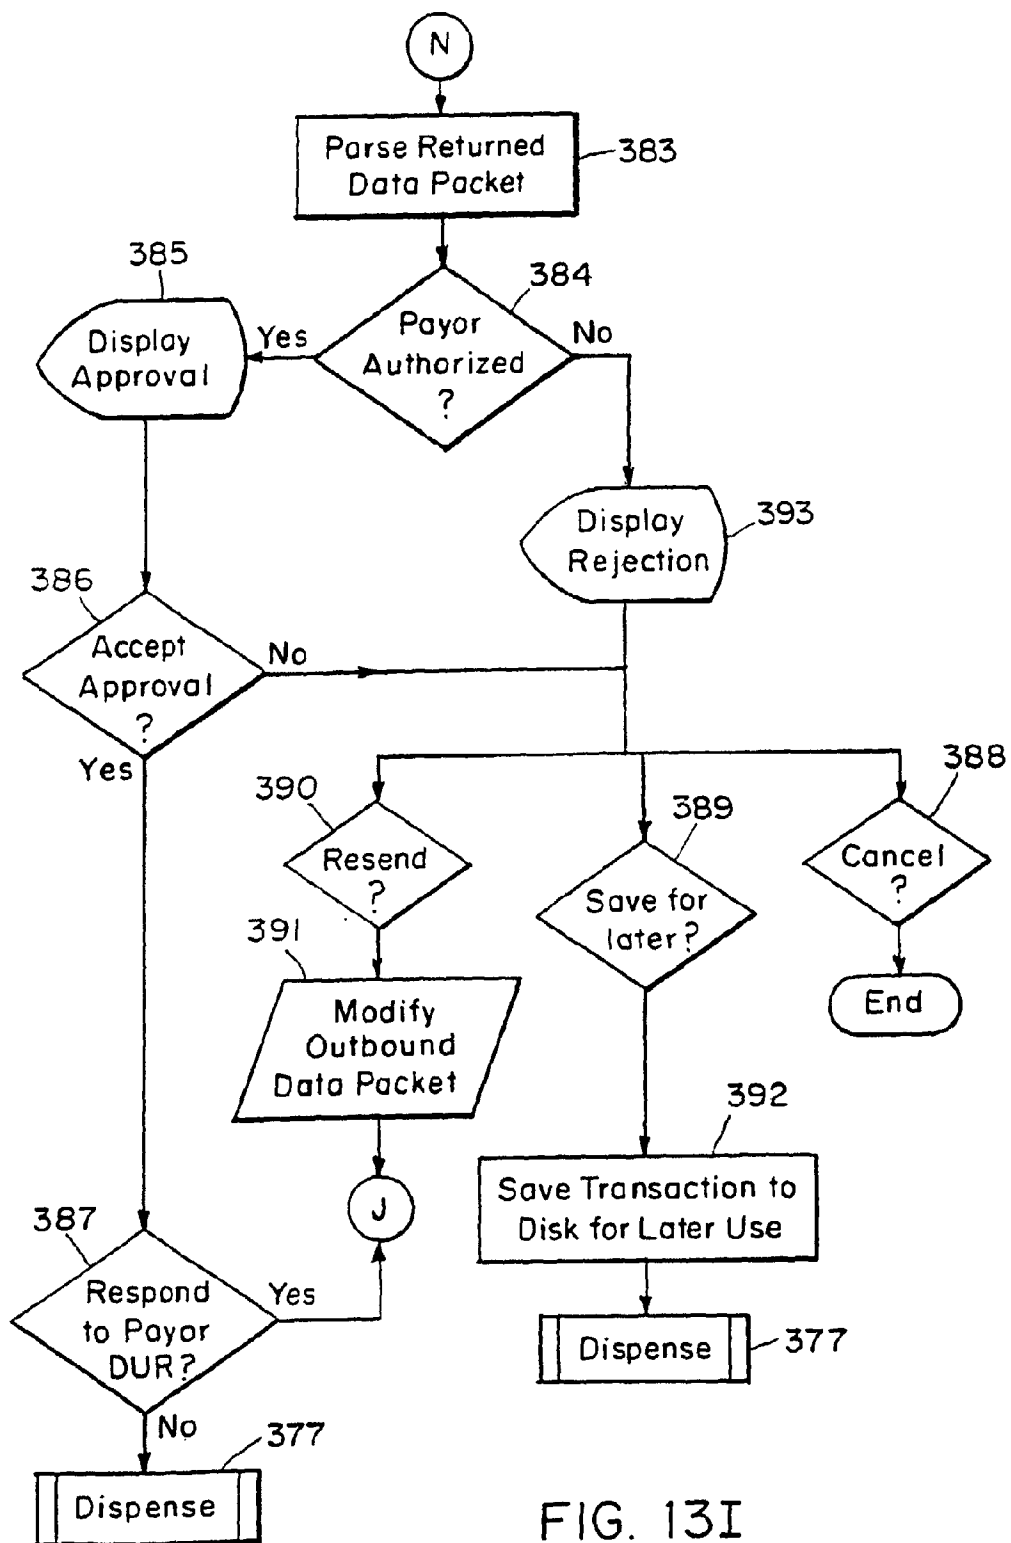 N
Parse Returned
Data Packet
383
385
384
Display
Approval
Yes
Payor
Authorized
?
No
Display
Rejection
393
386
Accept
Approval
?
No
Yes
390
Resend
?
389
Save for
later?
388
Cancel
?
391
Modify
Outbound
Data Packet
End
392
Save Transaction to
Disk for Later Use
J
387
Respond
to Payor
DUR?
Yes
Dispense
377
No
377
Dispense
FIG. 13I